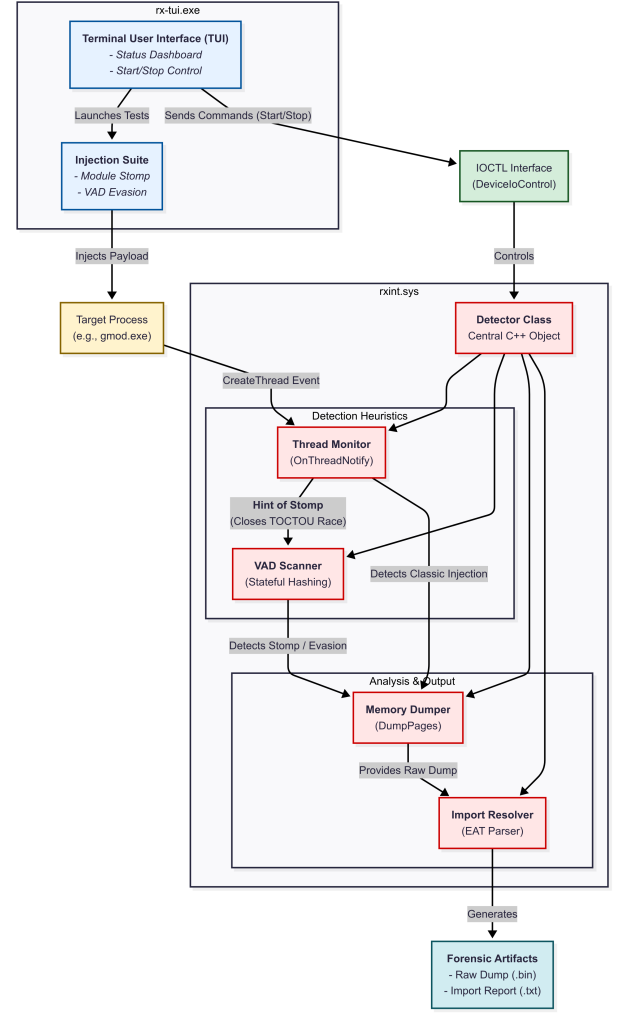 rx-tui.exe
Terminal User Interface (TUI)
- Status Dashboard
- Start/Stop Control
Launches Tests
Sends Commands (Start/Stop)
Injection Suite
- Module Stomp
- VAD Evasion
IOCTL Interface
(DeviceIoControl)
Injects Payload
Controls
rxint.sys
Target Process
(e.g., gmod.exe)
Detector Class
Central C++ Object
CreateThread Event
Detection Heuristics
Thread Monitor
(OnThreadNotify)
Hint of Stomp
(Closes TOCTOU Race)
VAD Scanner
(Stateful Hashing)
Detects Classic Injection
Detects Stomp / Evasion
Analysis & Output
Memory Dumper
(DumpPages)
Provides Raw Dump
Import Resolver
(EAT Parser)
Generates
Forensic Artifacts
- Raw Dump (.bin)
- Import Report (.txt)